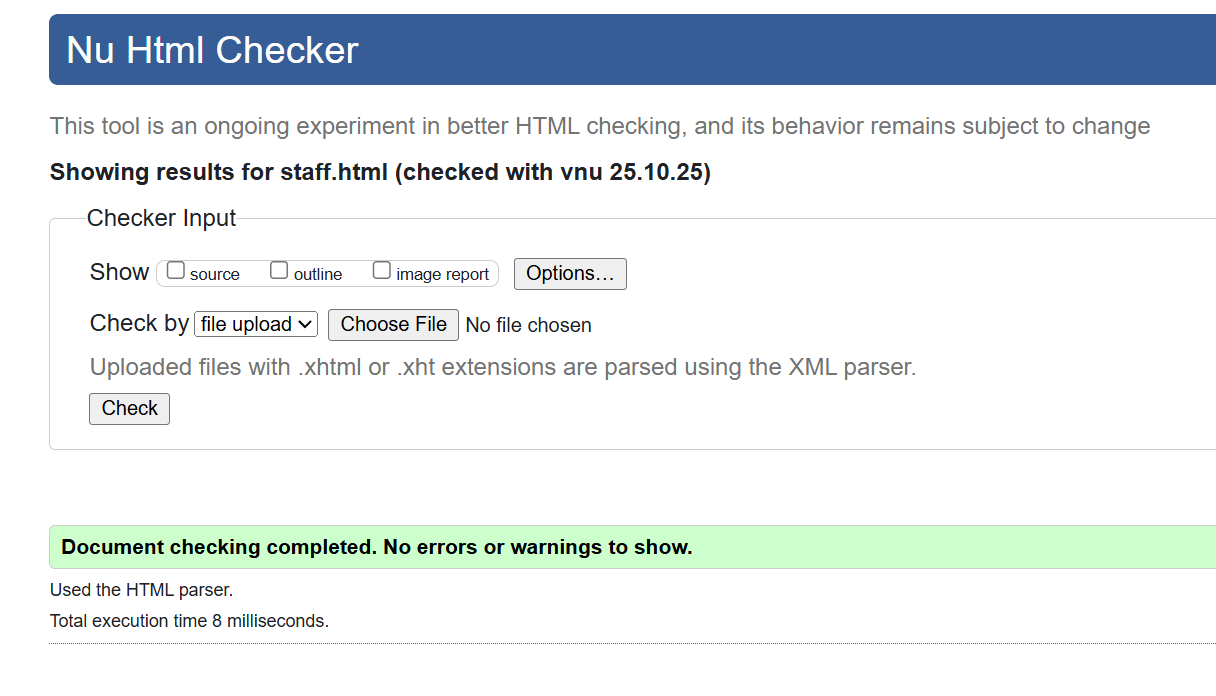 Nu Html Checker
This tool is an ongoing experiment in better HTML checking, and its behavior remains subject to change
Showing results for staff.html (checked with vnu 25.10.25)
Checker Input
Show source outline image report Options…
Check by file upload Choose File No file chosen
Uploaded files with .xhtml or .xht extensions are parsed using the XML parser.
Check
Document checking completed. No errors or warnings to show.
Used the HTML parser.
Total execution time 8 milliseconds.